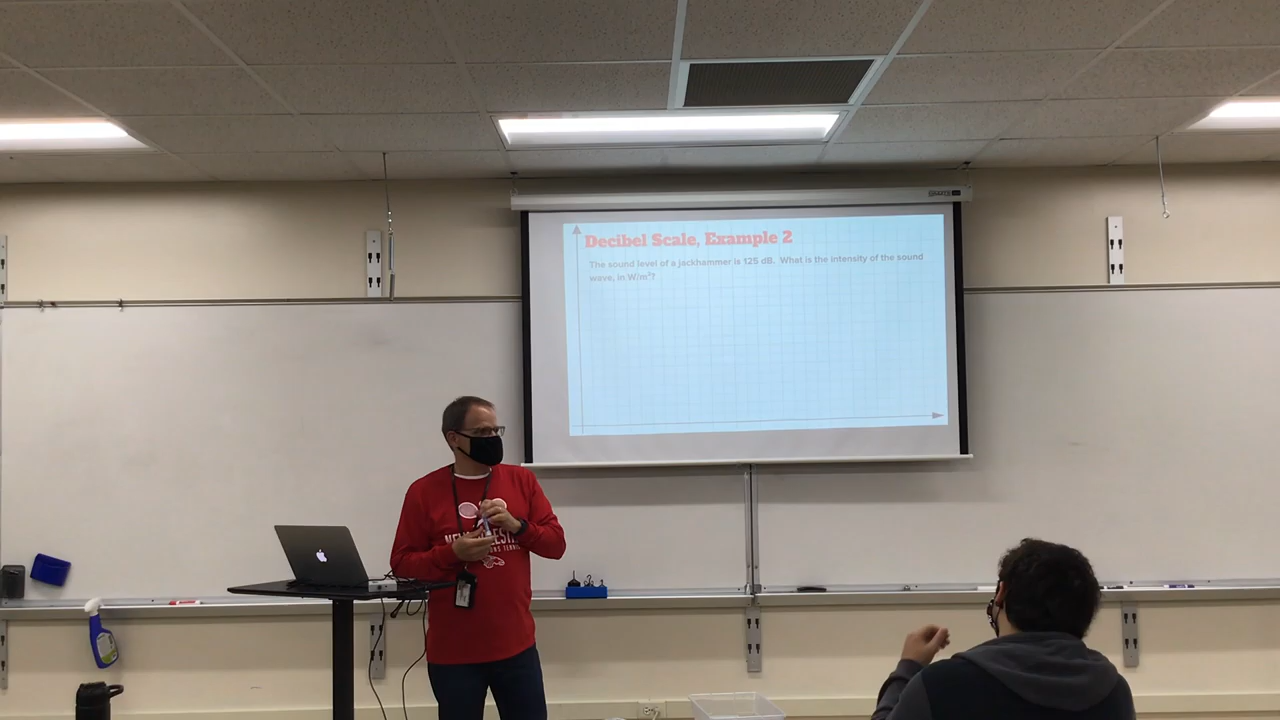 Decibel Scale, Example 2
The sound level of a jackhammer is 125 dB. What is the intensity of the sound
wave, in W/m²?